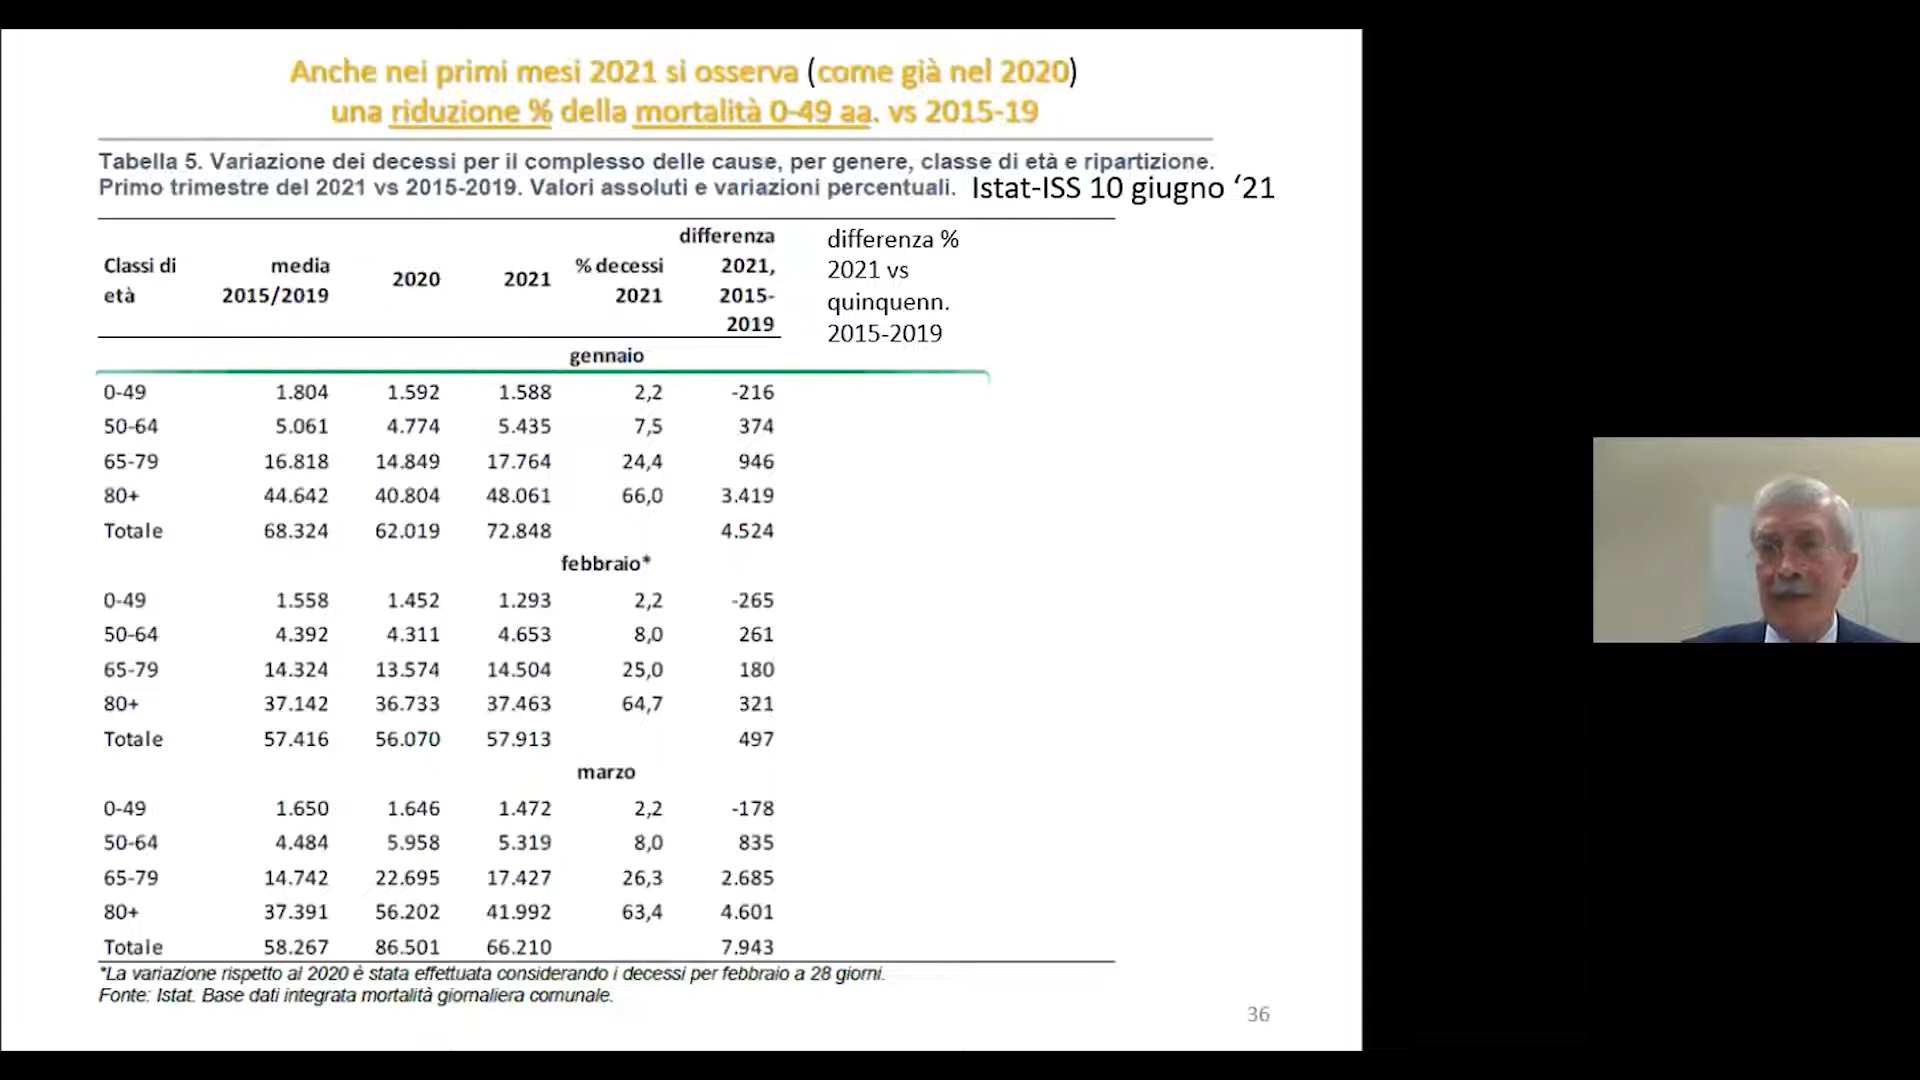 Anche nei primi mesi 2021 si osserva (come già nel 2020)
una riduzione % della mortalità 0-49 aa. vs 2015-19
Tabella 5. Variazione dei decessi per il complesso delle cause, per genere, classe di età e ripartizione.
Primo trimestre del 2021 vs 2015-2019. Valori assoluti e variazioni percentuali. Istat-ISS 10 giugno ‘21
Classi di età media 2015/2019 2020 2021 % decessi 2021 differenza 2021, 2015-2019 differenza % 2021 vs quinquenn. 2015-2019
gennaio
0-49 1.804 1.592 1.588 2,2 -216
50-64 5.061 4.774 5.435 7,5 374
65-79 16.818 14.849 17.764 24,4 946
80+ 44.642 40.804 48.061 66,0 3.419
Totale 68.324 62.019 72.848 4.524
febbraio*
0-49 1.558 1.452 1.293 2,2 -265
50-64 4.392 4.311 4.653 8,0 261
65-79 14.324 13.574 14.504 25,0 180
80+ 37.142 36.733 37.463 64,7 321
Totale 57.416 56.070 57.913 497
marzo
0-49 1.650 1.646 1.472 2,2 -178
50-64 4.484 5.958 5.319 8,0 835
65-79 14.742 22.695 17.427 26,3 2.685
80+ 37.391 56.202 41.992 63,4 4.601
Totale 58.267 86.501 66.210 7.943
*La variazione rispetto al 2020 è stata effettuata considerando i decessi per febbraio a 28 giorni.
Fonte: Istat. Base dati integrata mortalità giornaliera comunale.
36